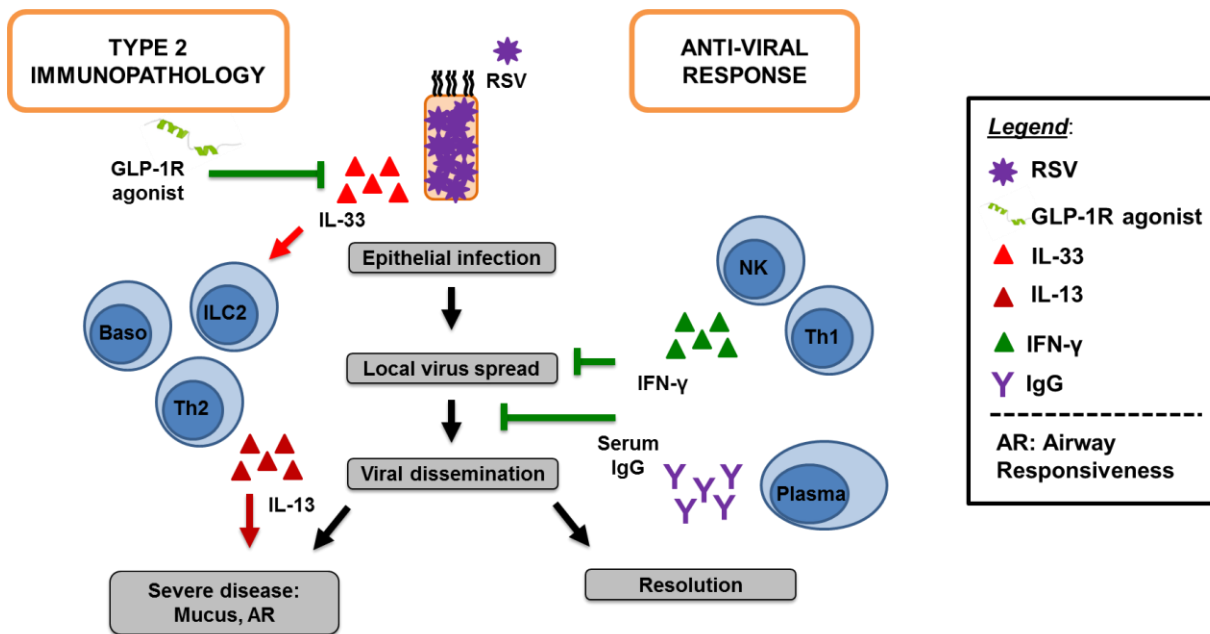 TYPE 2
IMMUNOPATHOLOGY
RSV
ANTI-VIRAL
RESPONSE
GLP-1R
agonist
IL-33
Epithelial infection
Baso
ILC2
Th2
NK
Th1
Local virus spread
IFN-γ
Serum
IgG
Viral dissemination
Plasma
IL-13
Severe disease:
Mucus, AR
Resolution
Legend:
RSV
GLP-1R agonist
IL-33
IL-13
IFN-γ
IgG
AR: Airway
Responsiveness